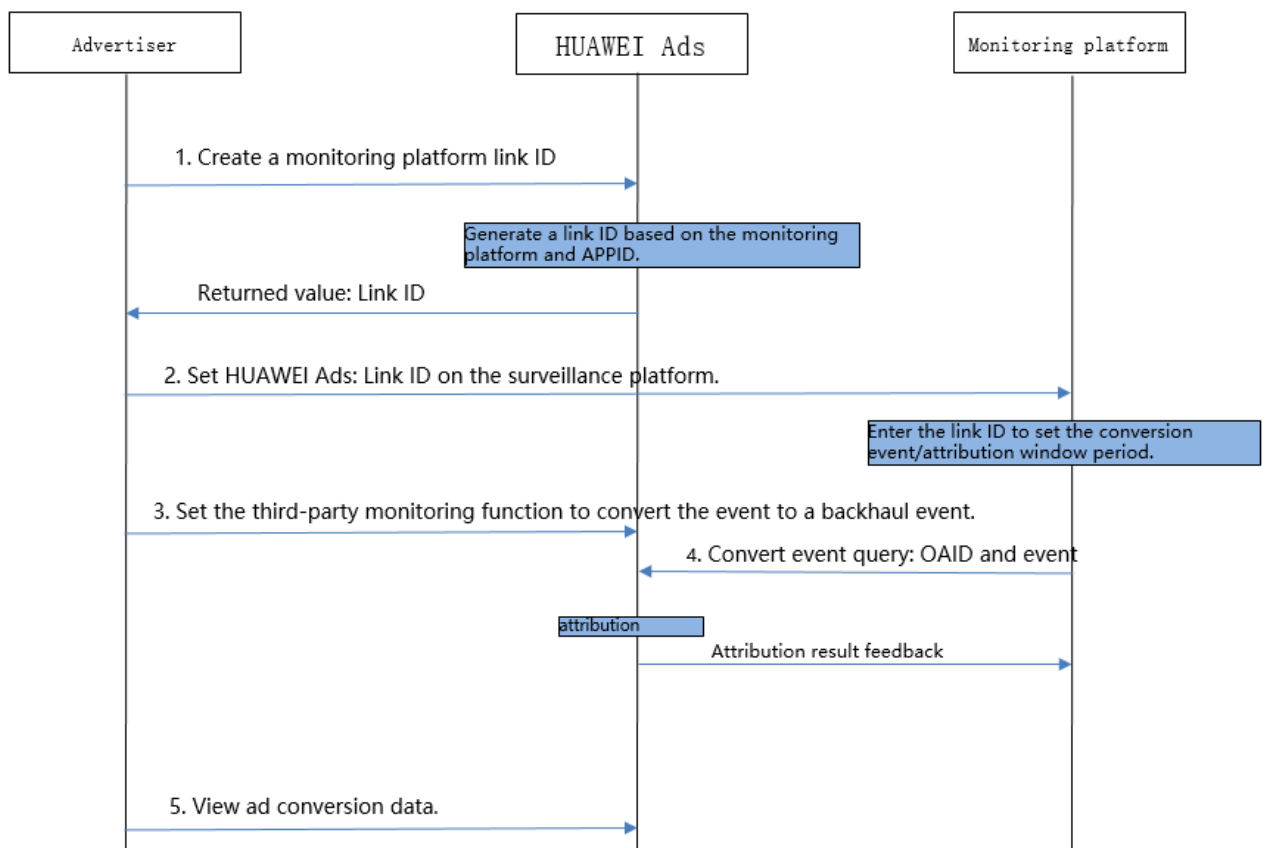 Advertiser
HUAWEI Ads
Monitoring platform
1. Create a monitoring platform link ID
Generate a link ID based on the monitoring
platform and APPID.
Returned value: Link ID
2. Set HUAWEI Ads: Link ID on the surveillance platform.
Enter the link ID to set the conversion
event/attribution window period.
3. Set the third-party monitoring function to convert the event to a backhaul event.
4. Convert event query: OAID and event
attribution
Attribution result feedback
5. View ad conversion data.